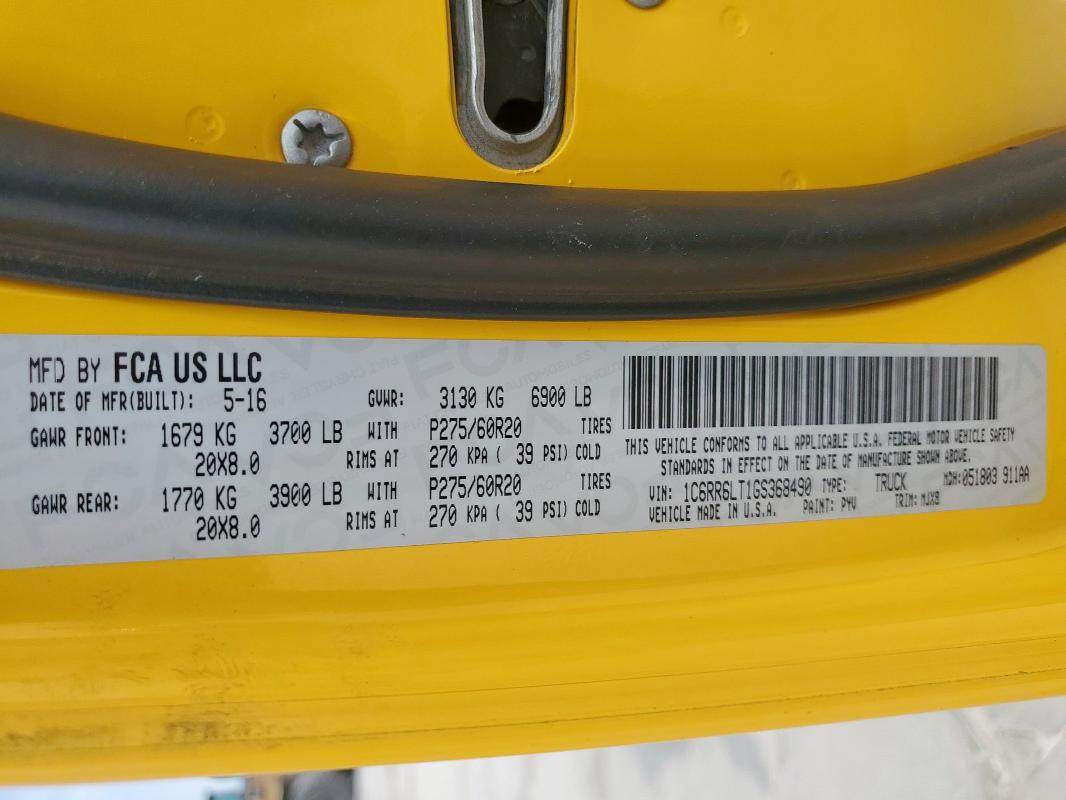 MFD BY FCA US LLC
DATE OF MFR(BUILT): 5-16 GVWR: 3130 KG 6900 LB
GAWR FRONT: 1679 KG 3700 LB WITH P275/60R20 TIRES
20X8.0 RIMS AT 270 KPA ( 39 PSI) COLD
GAWR REAR: 1770 KG 3900 LB WITH P275/60R20 TIRES
20X8.0 RIMS AT 270 KPA ( 39 PSI) COLD
THIS VEHICLE CONFORMS TO ALL APPLICABLE U.S.A. FEDERAL MOTOR VEHICLE SAFETY
STANDARDS IN EFFECT ON THE DATE OF MANUFACTURE SHOWN ABOVE.
VIN: 1C6RR6LT1GS368490 TYPE: TRUCK MDH: 051803 911AA
VEHICLE MADE IN U.S.A. PAINT: PYV TRIM: MJX9